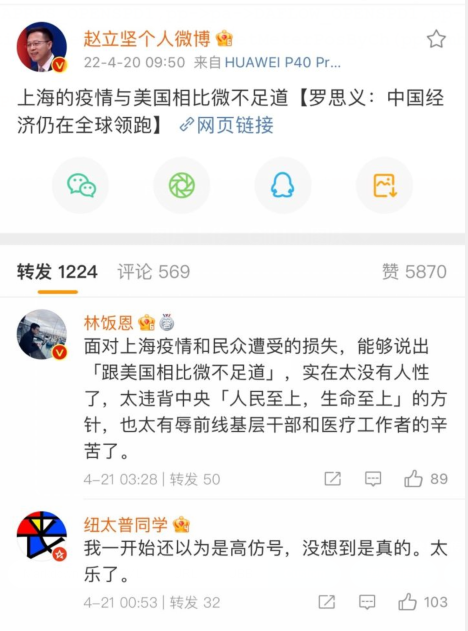 赵立坚个人微博
22-4-20 09:50 来自 HUAWEI P40 Pr...
上海的疫情与美国相比微不足道【罗思义：中国经
济仍在全球领跑】 网页链接
转发 1224 评论 569 赞 5870
林饭恩
面对上海疫情和民众遭受的损失，能够说出
「跟美国相比微不足道」，实在太没有人性
了，太违背中央「人民至上，生命至上」的方
针，也太有辱前线基层干部和医疗工作者的辛
苦了。
4-21 03:28 | 转发 50 89
纽太普同学
我一开始还以为是高仿号，没想到是真的。太
乐了。
4-21 00:53 | 转发 32 103